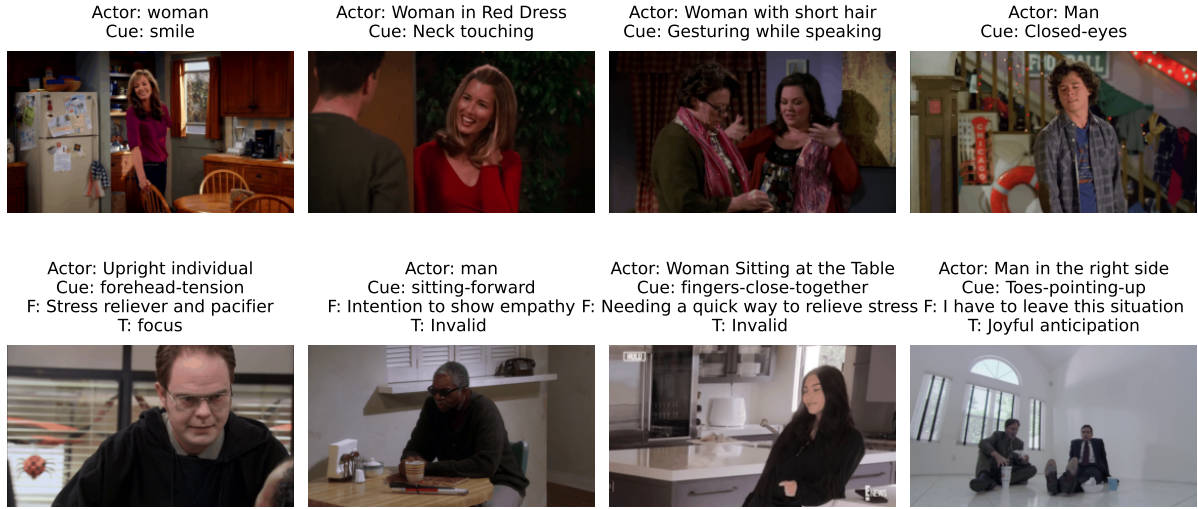 Actor: woman
Cue: smile
Actor: Woman in Red Dress
Cue: Neck touching
Actor: Woman with short hair
Cue: Gesturing while speaking
Actor: Man
Cue: Closed-eyes
CHICAGO
Actor: Upright individual
Cue: forehead-tension
F: Stress reliever and pacifier
T: focus
Actor: man
Cue: sitting-forward
F: Intention to show empathy
T: Invalid
Actor: Woman Sitting at the Table
Cue: fingers-close-together
F: Needing a quick way to relieve stress
T: Invalid
E NEWS
Actor: Man in the right side
Cue: Toes-pointing-up
F: I have to leave this situation
T: Joyful anticipation